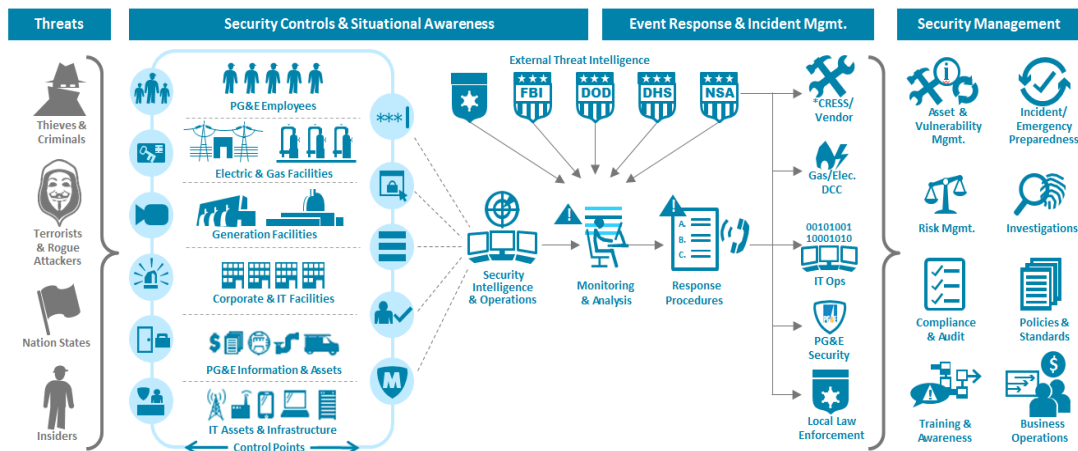 Threats
Security Controls & Situational Awareness
Event Response & Incident Mgmt.
Security Management
Thieves &
Criminals
Terrorists
& Rogue
Attackers
Nation States
Insiders
PG&E Employees
Electric & Gas Facilities
Generation Facilities
Corporate & IT Facilities
$
PG&E Information & Assets
IT Assets & Infrastructure
Control Points
***
M
Security
Intelligence
& Operations
External Threat Intelligence
FBI
DOD
DHS
NSA
Monitoring
& Analysis
A.
B.
C.
Response
Procedures
*CRESS/
Vendor
Gas/Elec.
DCC
00101001
10001010
IT Ops
PG&E
Security
Local Law
Enforcement
i
Asset &
Vulnerability
Mgmt.
Incident/
Emergency
Preparedness
Risk Mgmt.
Investigations
Compliance
& Audit
Policies &
Standards
Training &
Awareness
$
Business
Operations